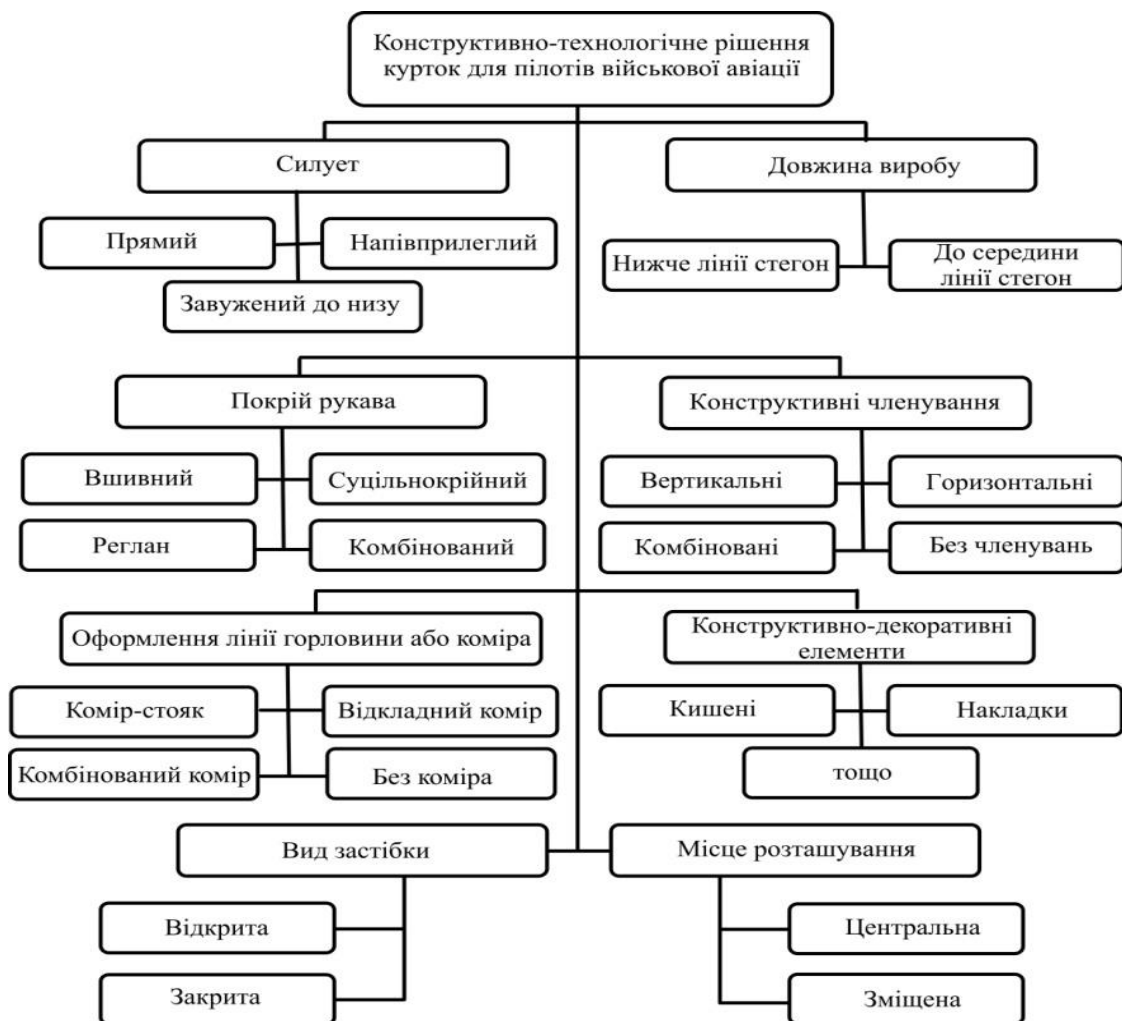 Конструктивно-технологічне рішення
курток для пілотів військової авіації
Силует
Довжина виробу
Прямий
Напівприлеглий
Завужений до низу
Нижче лінії стегон
До середини
лінії стегон
Покрій рукава
Конструктивні членування
Вшивний
Суцільнокрійний
Реглан
Комбінований
Вертикальні
Горизонтальні
Комбіновані
Без членувань
Оформлення лінії горловини або коміра
Конструктивно-декоративні
елементи
Комір-стояк
Відкладний комір
Комбінований комір
Без коміра
Кишені
Накладки
тощо
Вид застібки
Місце розташування
Відкрита
Закрита
Центральна
Зміщена